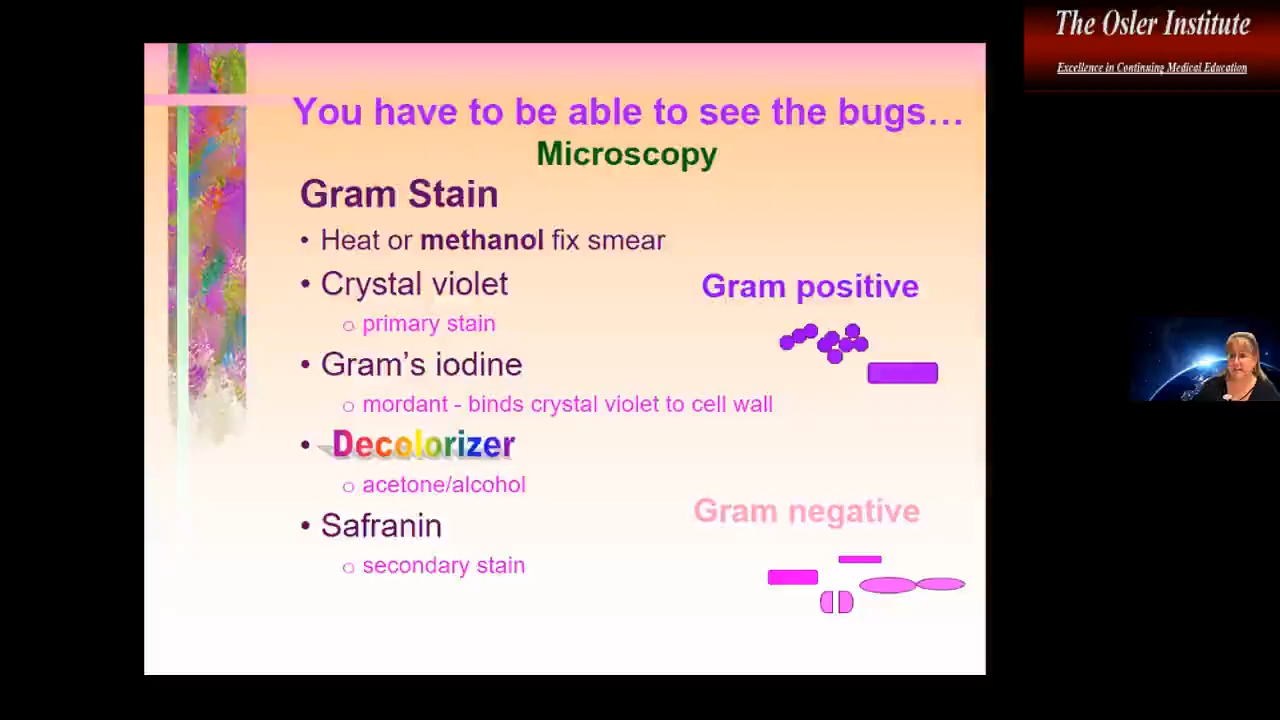 The Osler Institute
Excellence in Continuing Medical Education
You have to be able to see the bugs…
Microscopy
Gram Stain
• Heat or methanol fix smear
• Crystal violet
o primary stain
• Gram's iodine
o mordant - binds crystal violet to cell wall
• Decolorizer
o acetone/alcohol
• Safranin
o secondary stain
Gram positive
Gram negative